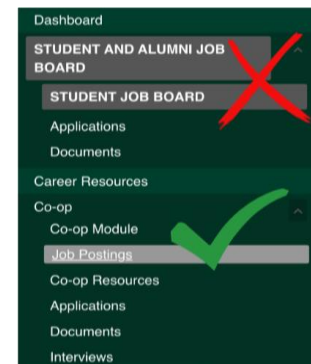 Dashboard
STUDENT AND ALUMNI JOB
BOARD
STUDENT JOB BOARD
Applications
Documents
Career Resources
Co-op
Co-op Module
Job Postings
Co-op Resources
Applications
Documents
Interviews